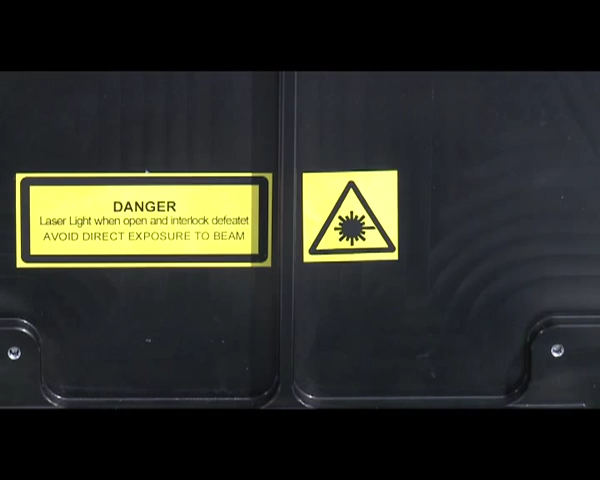 DANGER
Laser Light when open and interlock defeatet
AVOID DIRECT EXPOSURE TO BEAM